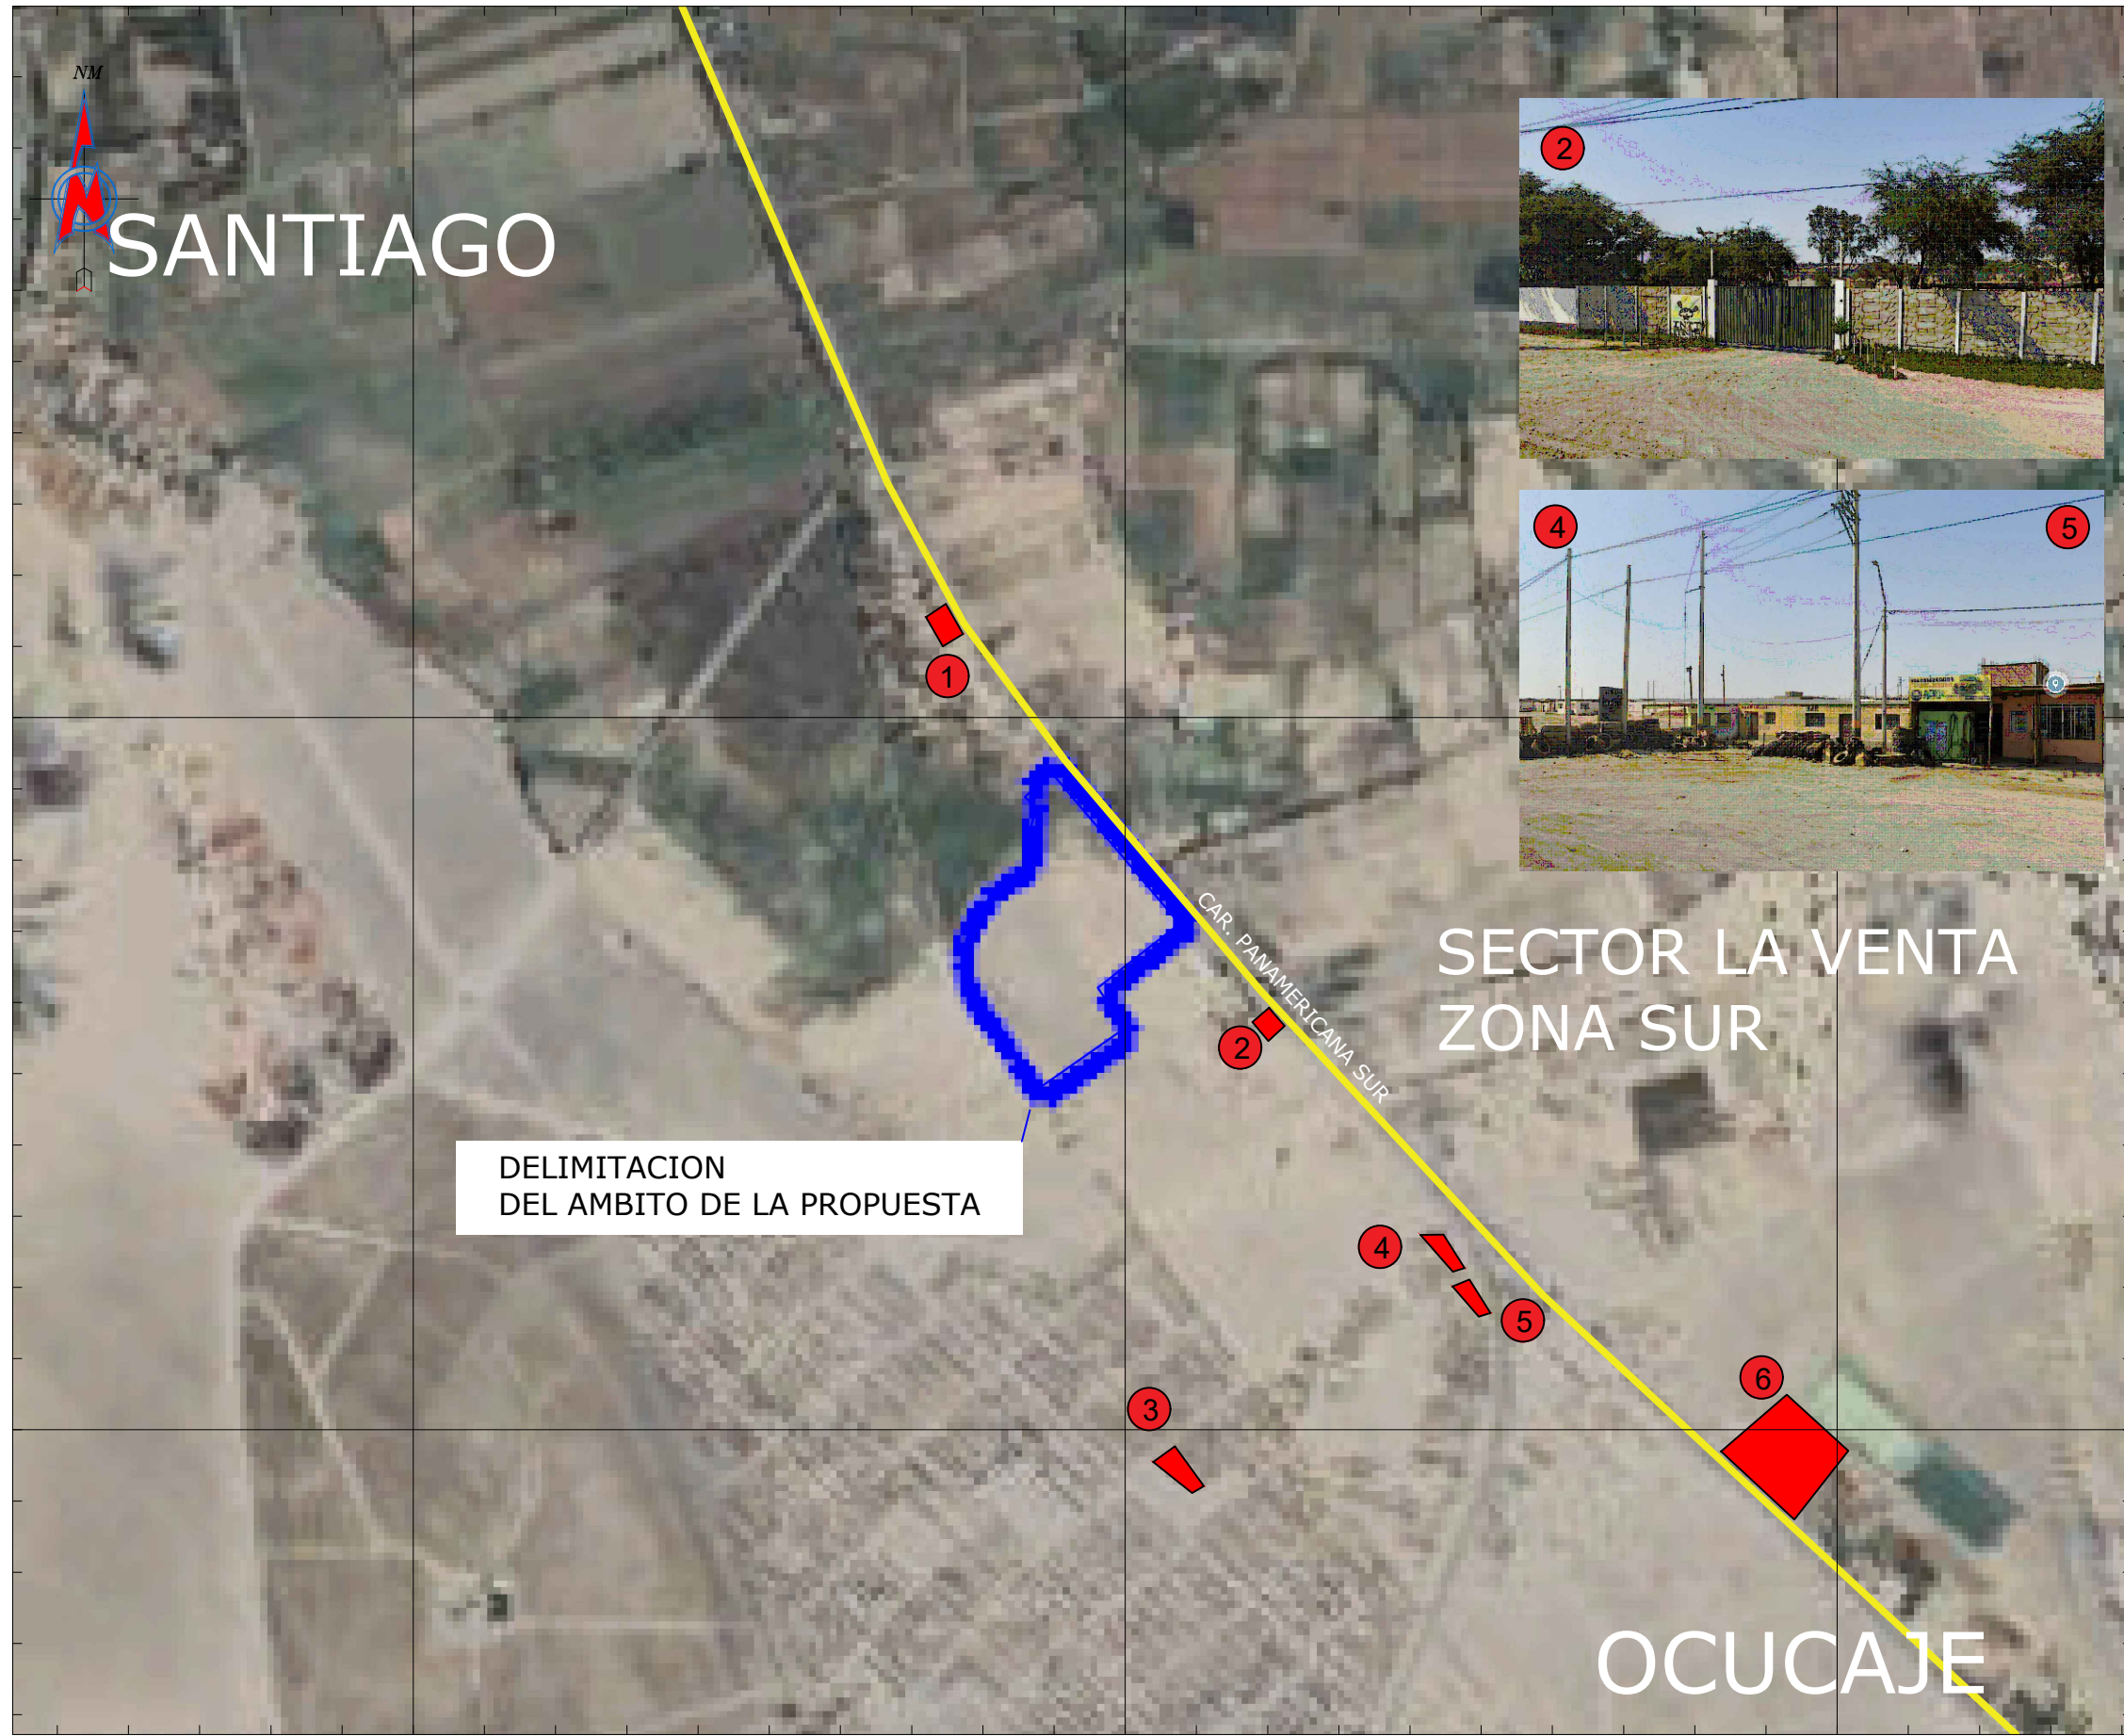 NM
SANTIAGO
2
4
5
1
CAR. PANAMERICANA SUR
SECTOR LA VENTA
ZONA SUR
2
DELIMITACION
DEL AMBITO DE LA PROPUESTA
4
5
6
3
OCUCAJE